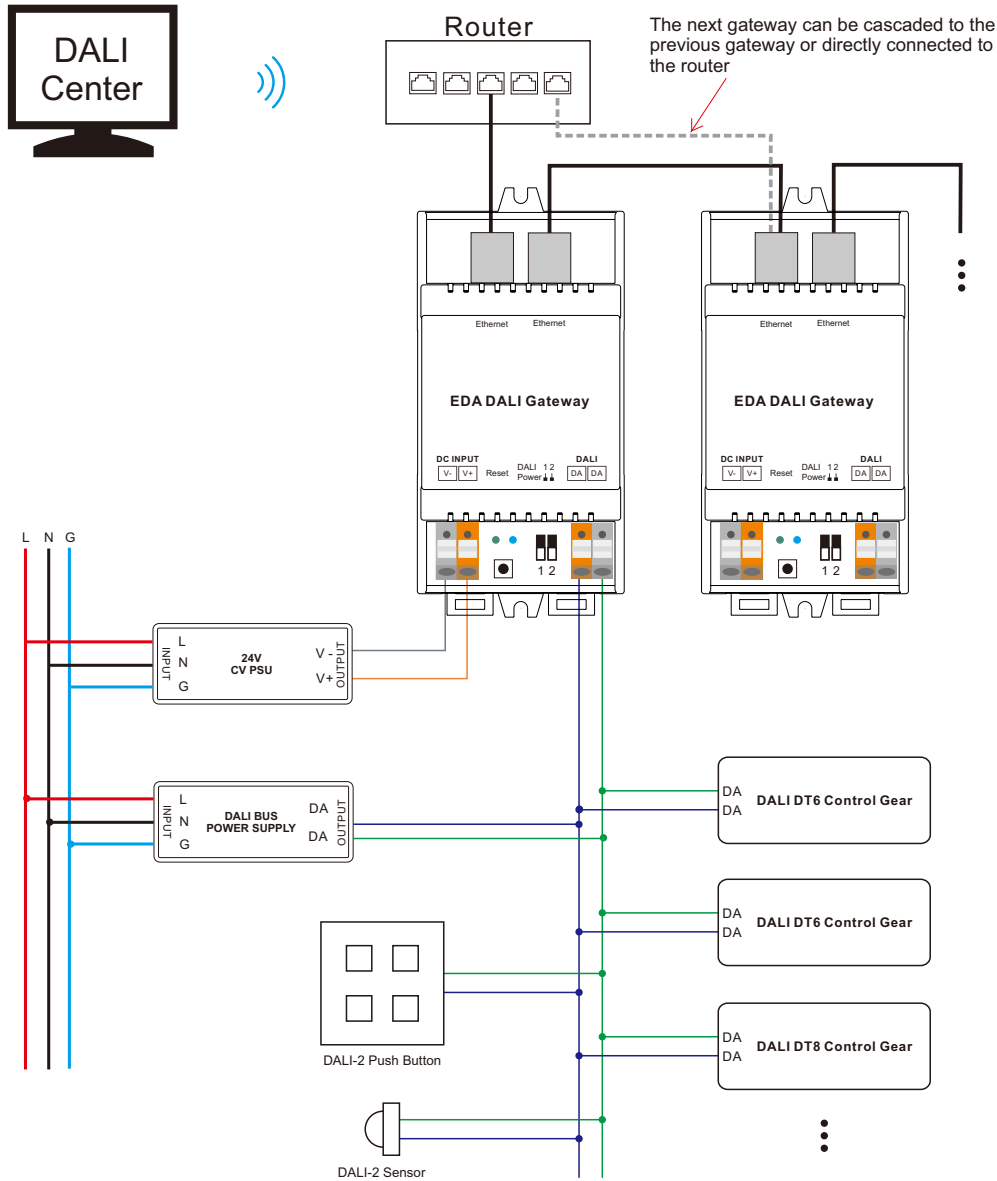 DALI
Center
Router
The next gateway can be cascaded to the
previous gateway or directly connected to
the router
Ethernet Ethernet
EDA DALI Gateway
DC INPUT
V- V+
Reset
DALI 1 2
Power
DALI
DA DA
1 2
Ethernet Ethernet
EDA DALI Gateway
DC INPUT
V- V+
Reset
DALI 1 2
Power
DALI
DA DA
1 2
L N G
INPUT
L
N
G
24V
CV PSU
V -
V+
OUTPUT
INPUT
L
N
G
DALI BUS
POWER SUPPLY
DA
DA
OUTPUT
DA
DA
DALI DT6 Control Gear
DA
DA
DALI DT6 Control Gear
DA
DA
DALI DT8 Control Gear
DALI-2 Push Button
DALI-2 Sensor